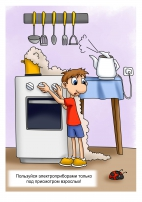 Пользуйся электроприборами только
под присмотром взрослых!